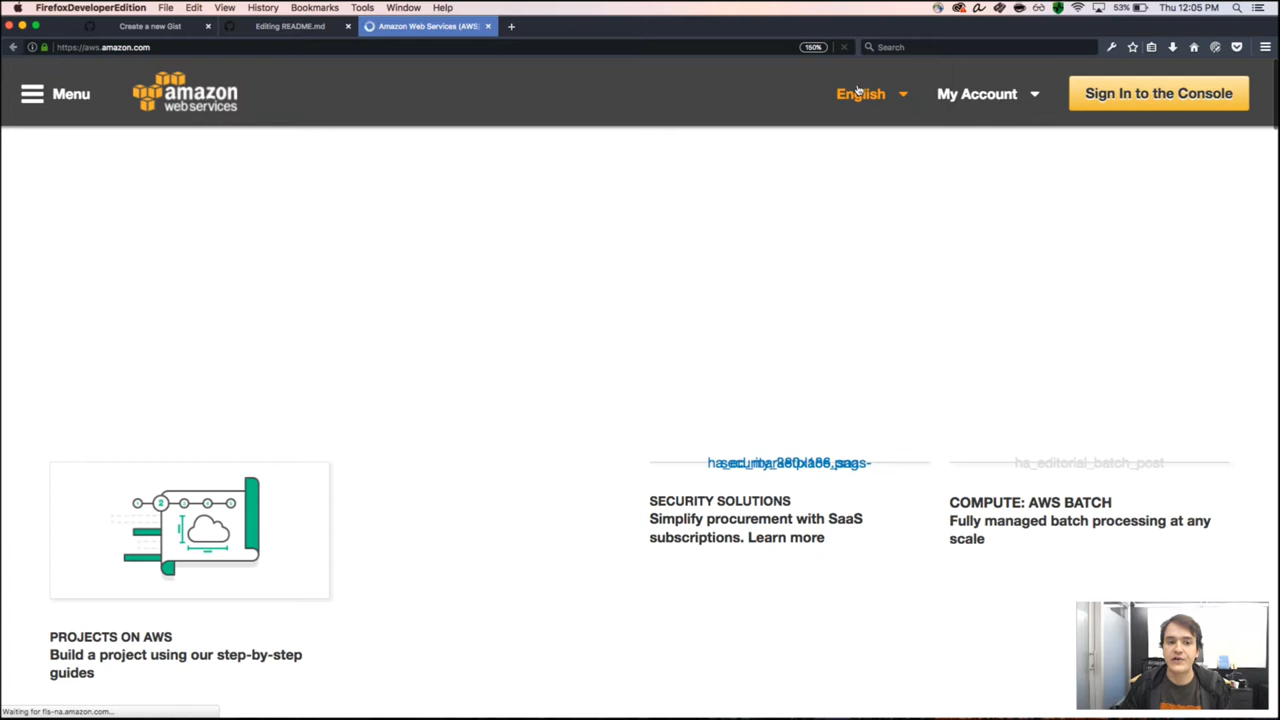 FirefoxDeveloperEdition File Edit View History Bookmarks Tools Window Help 53% Thu 12:05 PM
Create a new Gist Editing README.md Amazon Web Services (AWS)
https://aws.amazon.com 150% Search
Menu amazon web services English My Account Sign In to the Console
2
ha_editorial_batch_post
SECURITY SOLUTIONS
Simplify procurement with SaaS
subscriptions. Learn more
COMPUTE: AWS BATCH
Fully managed batch processing at any
scale
PROJECTS ON AWS
Build a project using our step-by-step
guides
Waiting for fls-na.amazon.com...